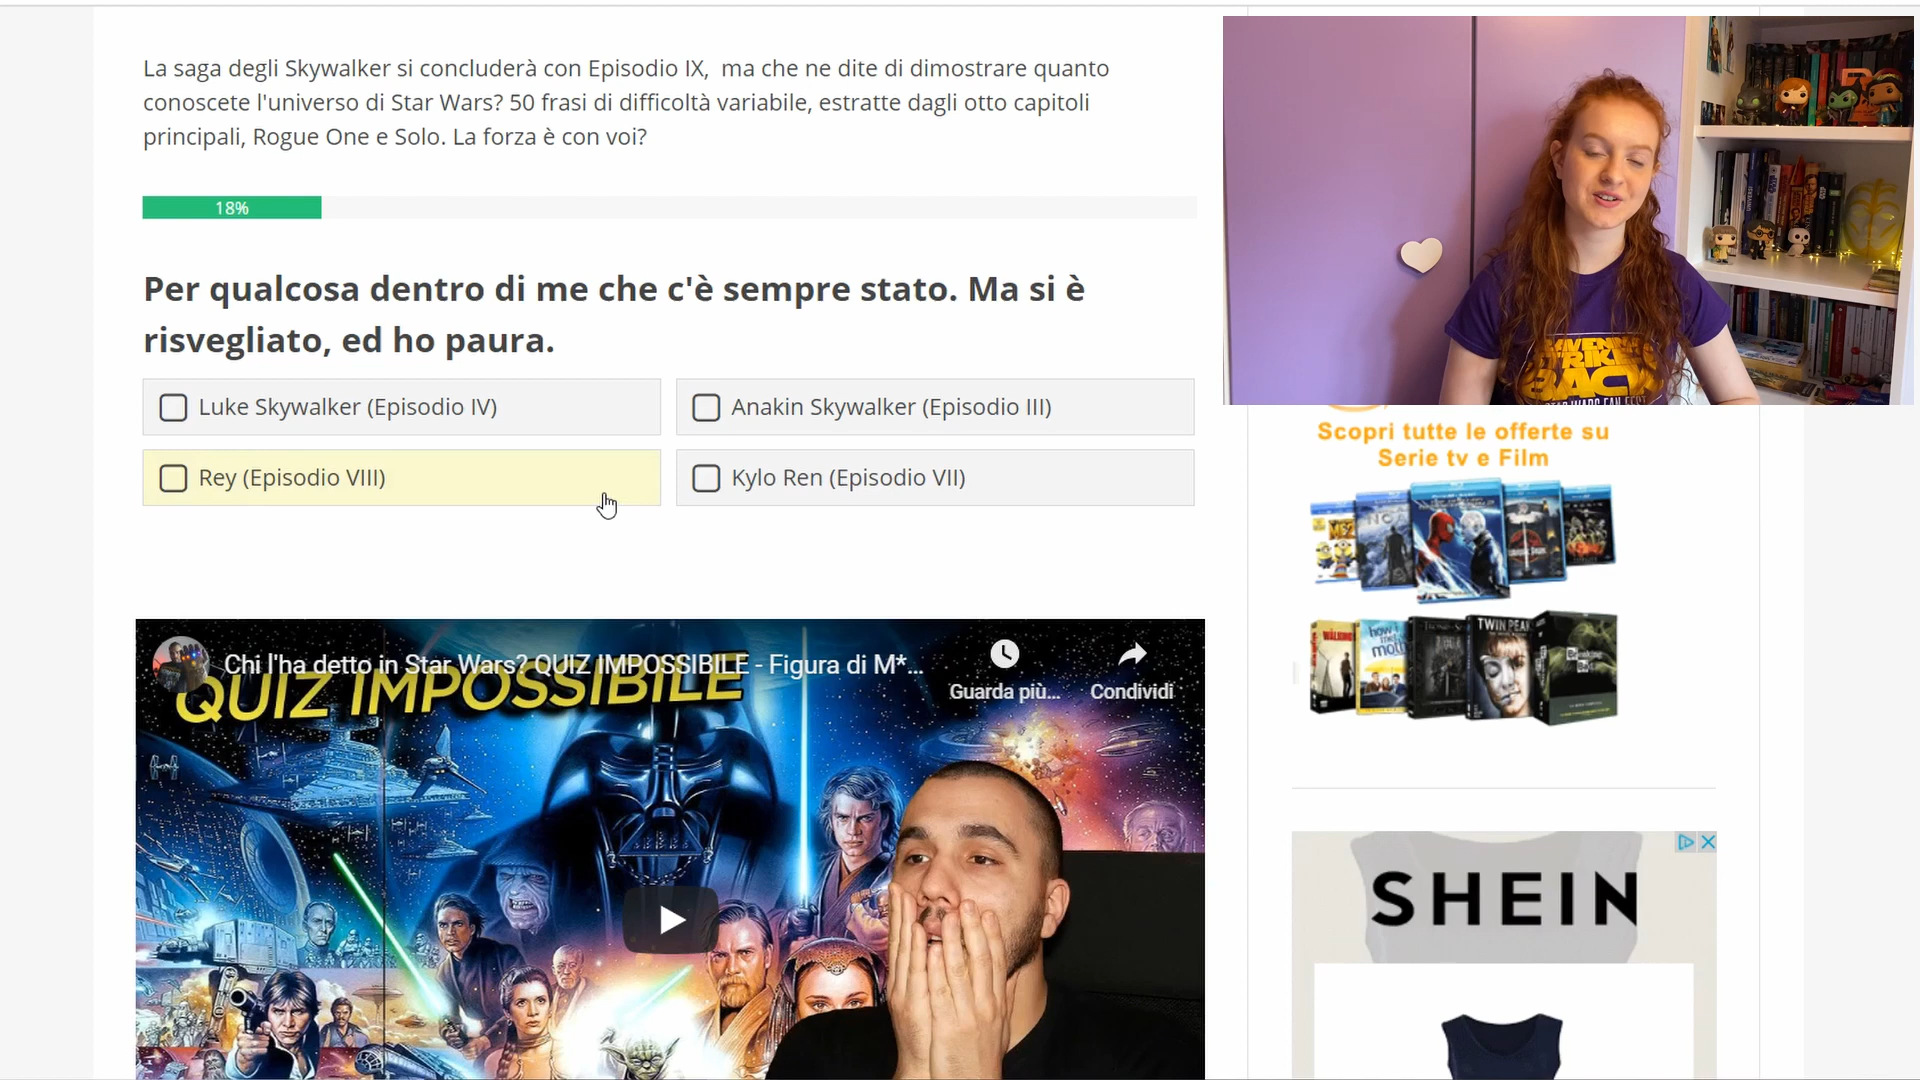 La saga degli Skywalker si concluderà con Episodio IX, ma che ne dite di dimostrare quanto
conoscete l'universo di Star Wars? 50 frasi di difficoltà variabile, estratte dagli otto capitoli
principali, Rogue One e Solo. La forza è con voi?
18%
Per qualcosa dentro di me che c'è sempre stato. Ma si è
risvegliato, ed ho paura.
Luke Skywalker (Episodio IV)
Anakin Skywalker (Episodio III)
Rey (Episodio VIII)
Kylo Ren (Episodio VII)
BACK
Scopri tutte le offerte su
Serie tv e Film
TWIN PEAKS
Breaking
Bad
Chi l'ha detto in Star Wars? QUIZ IMPOSSIBILE - Figura di M*...
Guarda più...
Condividi
QUIZ IMPOSSIBILE
SHEIN